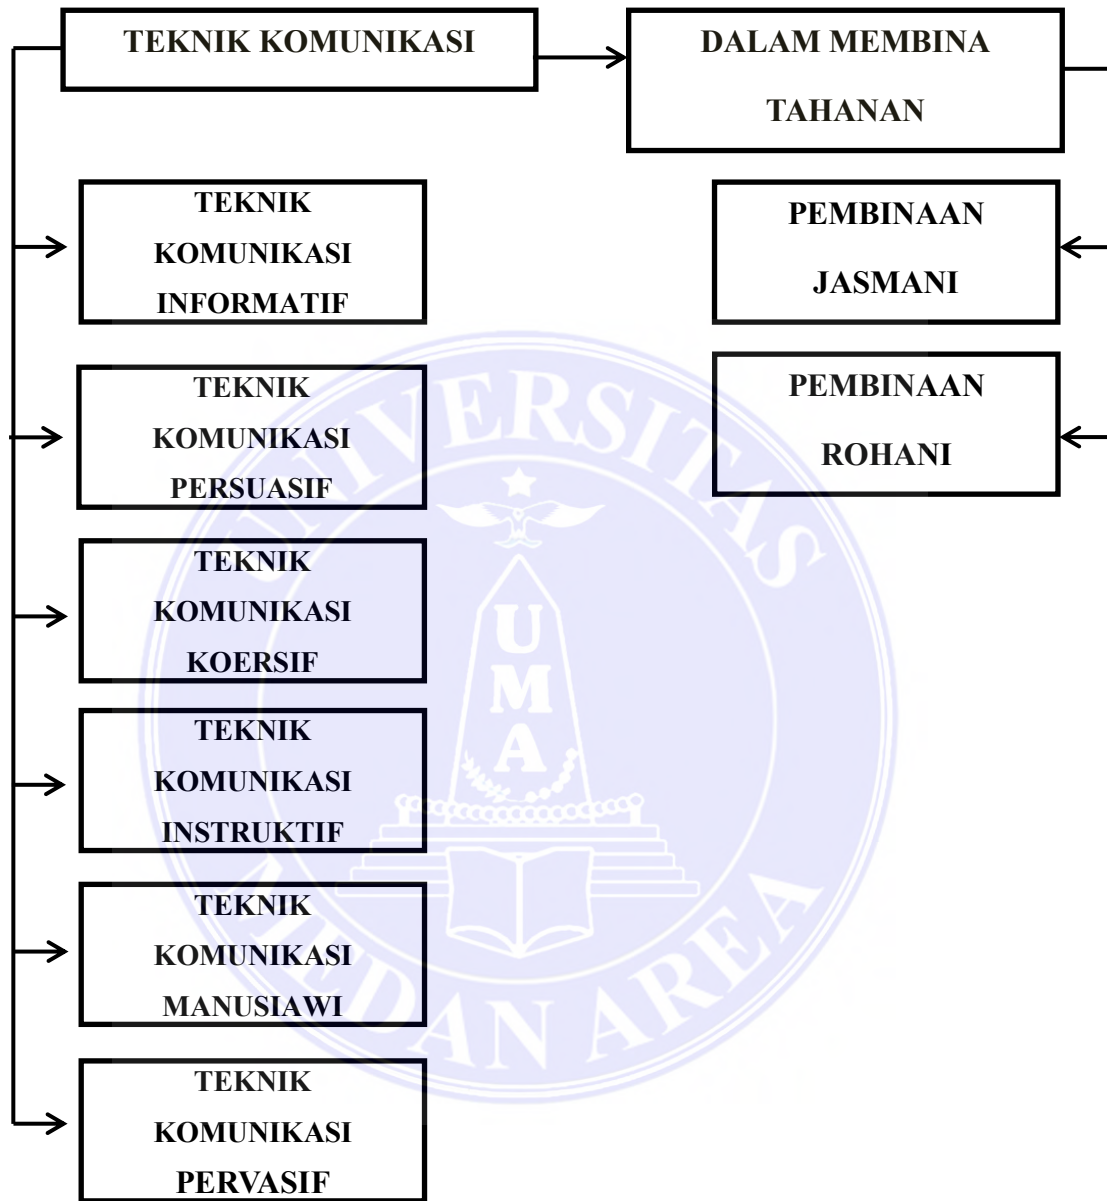 TEKNIK KOMUNIKASI
DALAM MEMBINA
TAHANAN
TEKNIK
KOMUNIKASI
INFORMATIF
PEMBINAAN
JASMANI
TEKNIK
KOMUNIKASI
PERSUASIF
PEMBINAAN
ROHANI
TEKNIK
KOMUNIKASI
KOERSIF
TEKNIK
KOMUNIKASI
INSTRUKTIF
TEKNIK
KOMUNIKASI
MANUSIAWI
TEKNIK
KOMUNIKASI
PERVASIF
UNIVERSITAS
MEDAN AREA
UMA